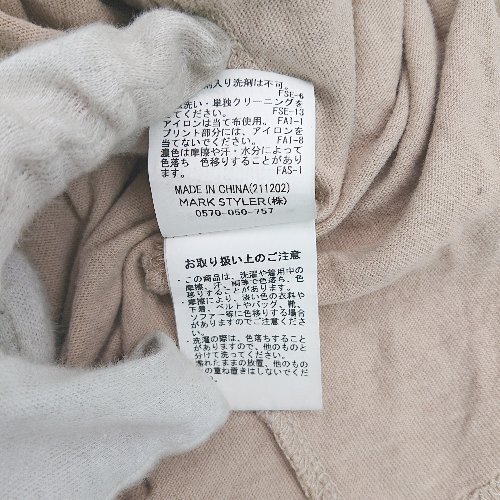 剤入り洗剤は不可。
FSE-6
洗い・単独クリーニングを
てください。 FSE-13
アイロンは当て布使用。 FAI-1
プリント部分には、アイロンを
当てないでください。 FAI-8
濃色は摩擦や汗・水分によって
色落ち 色移りすることがあり
ます。 FAS-1
MADE IN CHINA(211202)
MARK STYLER(株)
0570-050-757
お取り扱い上のご注意
・この商品は、洗濯や着用中の
摩擦、汗、雨等で色落ち、色
移りすることがあります。
・摩擦により、淡い色の衣料や
下着、ベルトやバッグ、靴、
ソファー等に色移りする場合
がありますのでご注意くださ
い。
・洗濯の際は、色落ちすること
がありますので、他のものと
分けて洗ってください。
濡れたままの放置、他のもの
の重ね置きはしないでくだ